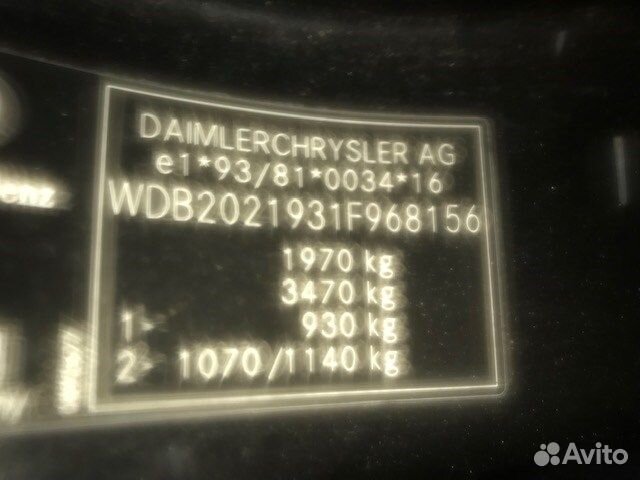 DAIMLERCHRYSLER AG
e1*93/81*0034*16
WDB2021931F968156
1970 kg
3470 kg
1- 930 kg
2- 1070/1140 kg
enz
Avito